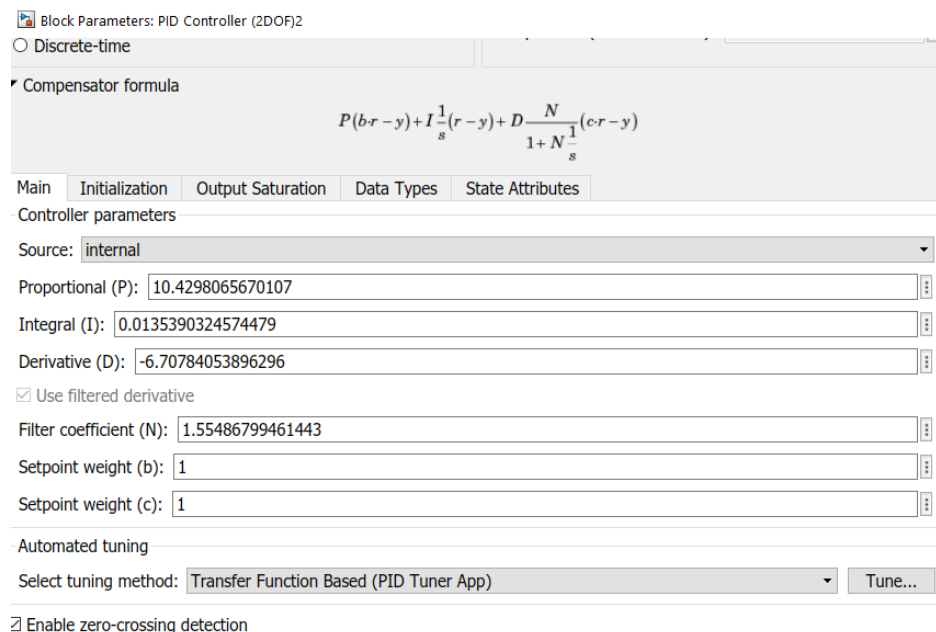 Block Parameters: PID Controller (2DOF)2
Discrete-time
Compensator formula
P(b·r − y) + I 1/s (r − y) + D N/(1 + N 1/s) (c·r − y)
Main Initialization Output Saturation Data Types State Attributes
Controller parameters
Source: internal
Proportional (P): 10.4298065670107
Integral (I): 0.0135390324574479
Derivative (D): -6.70784053896296
Use filtered derivative
Filter coefficient (N): 1.55486799461443
Setpoint weight (b): 1
Setpoint weight (c): 1
Automated tuning
Select tuning method: Transfer Function Based (PID Tuner App) Tune...
Enable zero-crossing detection